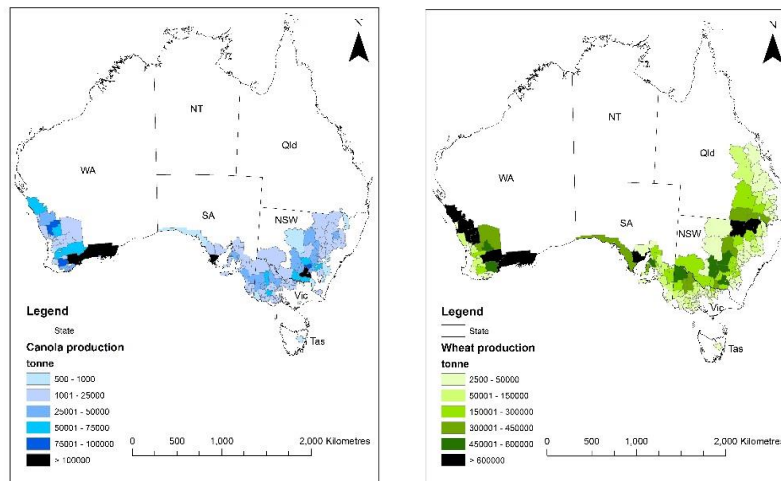 N
NT
Qld
WA
SA
NSW
Vic
Tas
Legend
State
Canola production
tonne
500 - 1000
1001 - 25000
25001 - 50000
50001 - 75000
75001 - 100000
> 100000
0 500 1,000 2,000 Kilometres
N
NT
Qld
WA
SA
NSW
Vic
Tas
Legend
State
Wheat production
tonne
2500 - 50000
50001 - 150000
150001 - 300000
300001 - 450000
450001 - 600000
> 600000
0 500 1,000 2,000 Kilometres